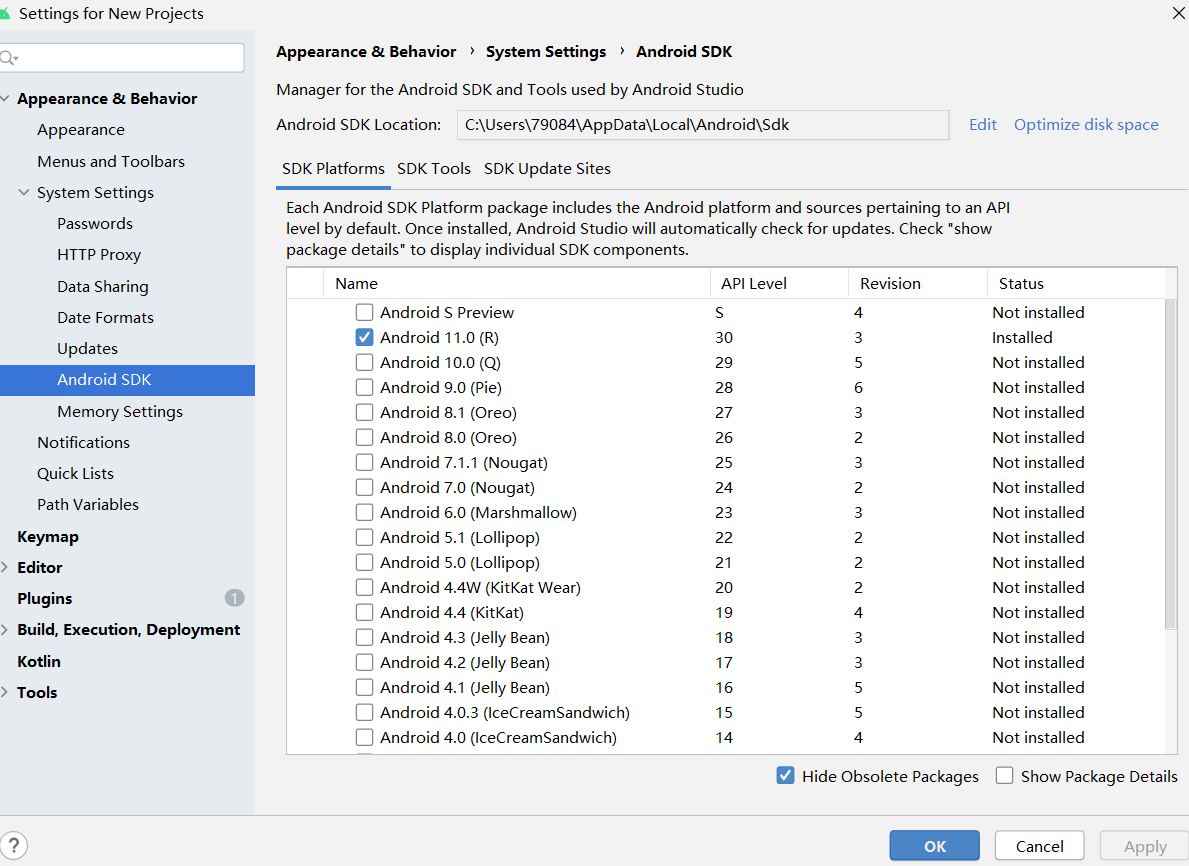 Settings for New Projects
Appearance & Behavior
Appearance
Menus and Toolbars
System Settings
Passwords
HTTP Proxy
Data Sharing
Date Formats
Updates
Android SDK
Memory Settings
Notifications
Quick Lists
Path Variables
Keymap
Editor
Plugins 1
Build, Execution, Deployment
Kotlin
Tools
Appearance & Behavior › System Settings › Android SDK
Manager for the Android SDK and Tools used by Android Studio
Android SDK Location: C:\Users\79084\AppData\Local\Android\Sdk Edit Optimize disk space
SDK Platforms SDK Tools SDK Update Sites
Each Android SDK Platform package includes the Android platform and sources pertaining to an API
level by default. Once installed, Android Studio will automatically check for updates. Check "show
package details" to display individual SDK components.
Name API Level Revision Status
Android S Preview S 4 Not installed
Android 11.0 (R) 30 3 Installed
Android 10.0 (Q) 29 5 Not installed
Android 9.0 (Pie) 28 6 Not installed
Android 8.1 (Oreo) 27 3 Not installed
Android 8.0 (Oreo) 26 2 Not installed
Android 7.1.1 (Nougat) 25 3 Not installed
Android 7.0 (Nougat) 24 2 Not installed
Android 6.0 (Marshmallow) 23 3 Not installed
Android 5.1 (Lollipop) 22 2 Not installed
Android 5.0 (Lollipop) 21 2 Not installed
Android 4.4W (KitKat Wear) 20 2 Not installed
Android 4.4 (KitKat) 19 4 Not installed
Android 4.3 (Jelly Bean) 18 3 Not installed
Android 4.2 (Jelly Bean) 17 3 Not installed
Android 4.1 (Jelly Bean) 16 5 Not installed
Android 4.0.3 (IceCreamSandwich) 15 5 Not installed
Android 4.0 (IceCreamSandwich) 14 4 Not installed
Hide Obsolete Packages Show Package Details
? OK Cancel Apply